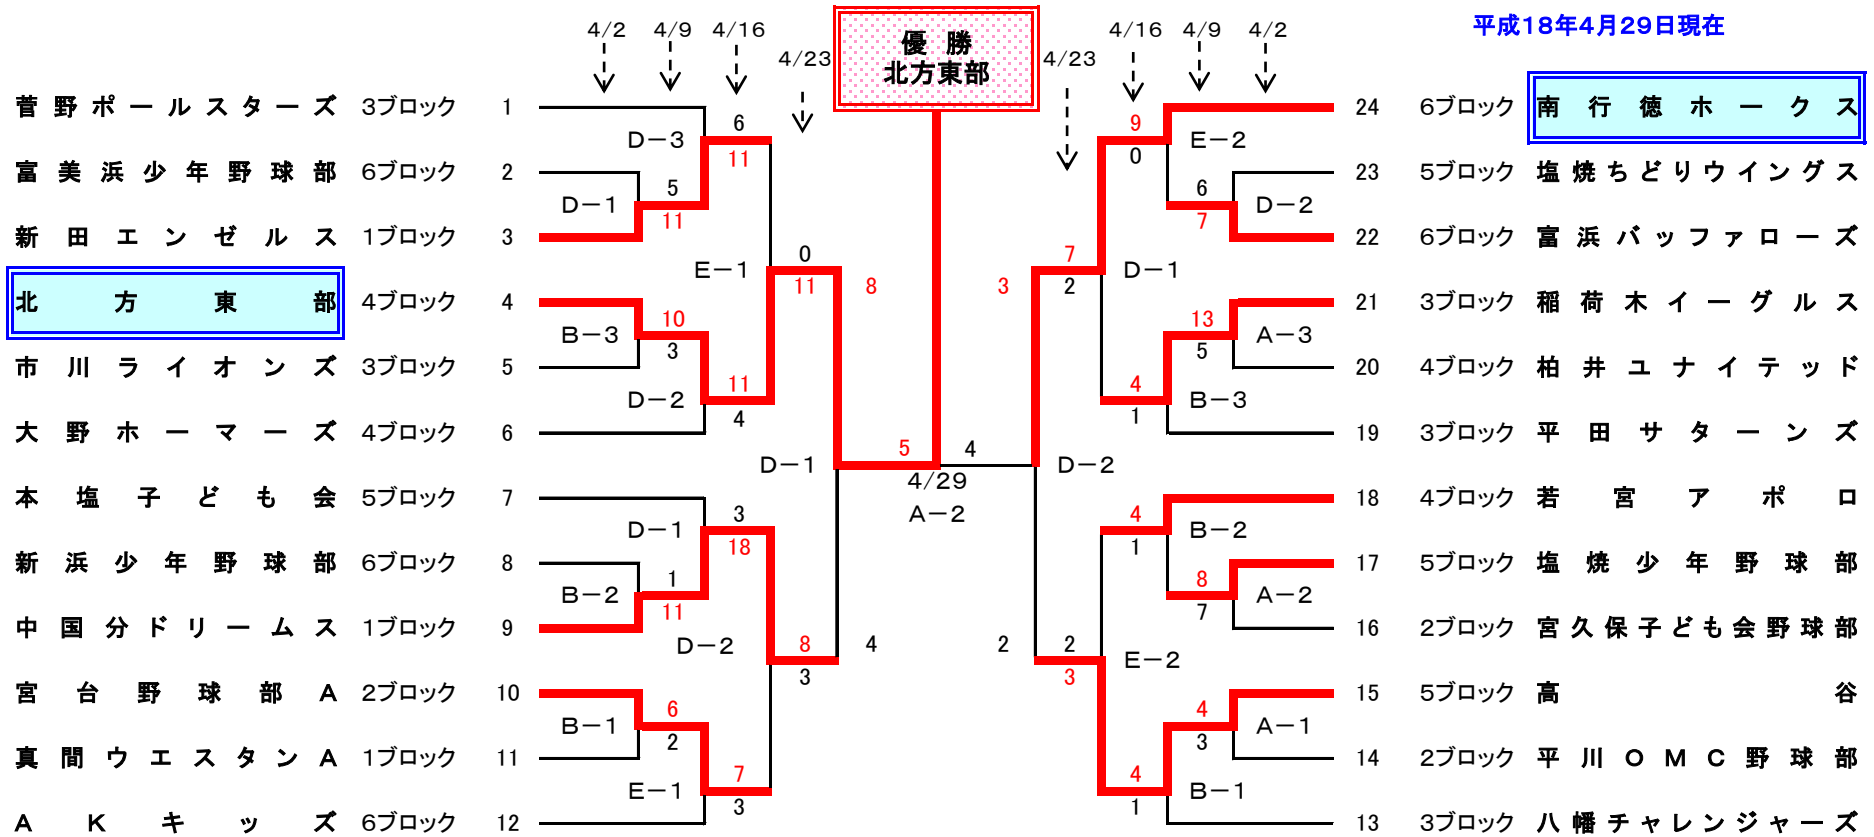 平成18年4月29日現在
優　勝
北方東部
4/2 4/9 4/16 4/23
4/23 4/16 4/9 4/2
菅野ポールスターズ 3ブロック 1
富美浜少年野球部 6ブロック 2
新田エンゼルス 1ブロック 3
北方東部 4ブロック 4
市川ライオンズ 3ブロック 5
大野ホーマーズ 4ブロック 6
本塩子ども会 5ブロック 7
新浜少年野球部 6ブロック 8
中国分ドリームス 1ブロック 9
宮台野球部A 2ブロック 10
真間ウエスタンA 1ブロック 11
AKキッズ 6ブロック 12
D-3 6 11
D-1 5 11
E-1 0 11 8
B-3 10 3
D-2 11 4
D-1
D-1 3 18
B-2 1 11
D-2 8 3 4
B-1 6 2
E-1 7 3
5 4
4/29
A-2
9 0 E-2
6 7 D-2
3 7 2 D-1
13 5 A-3
4 1 B-3
D-2
4 1 B-2
8 7 A-2
2 2 3 E-2
4 3 A-1
4 1 B-1
24 6ブロック 南行徳ホークス
23 5ブロック 塩焼ちどりウイングス
22 6ブロック 富浜バッファローズ
21 3ブロック 稲荷木イーグルス
20 4ブロック 柏井ユナイテッド
19 3ブロック 平田サターンズ
18 4ブロック 若宮アポロ
17 5ブロック 塩焼少年野球部
16 2ブロック 宮久保子ども会野球部
15 5ブロック 高谷
14 2ブロック 平川OMC野球部
13 3ブロック 八幡チャレンジャーズ